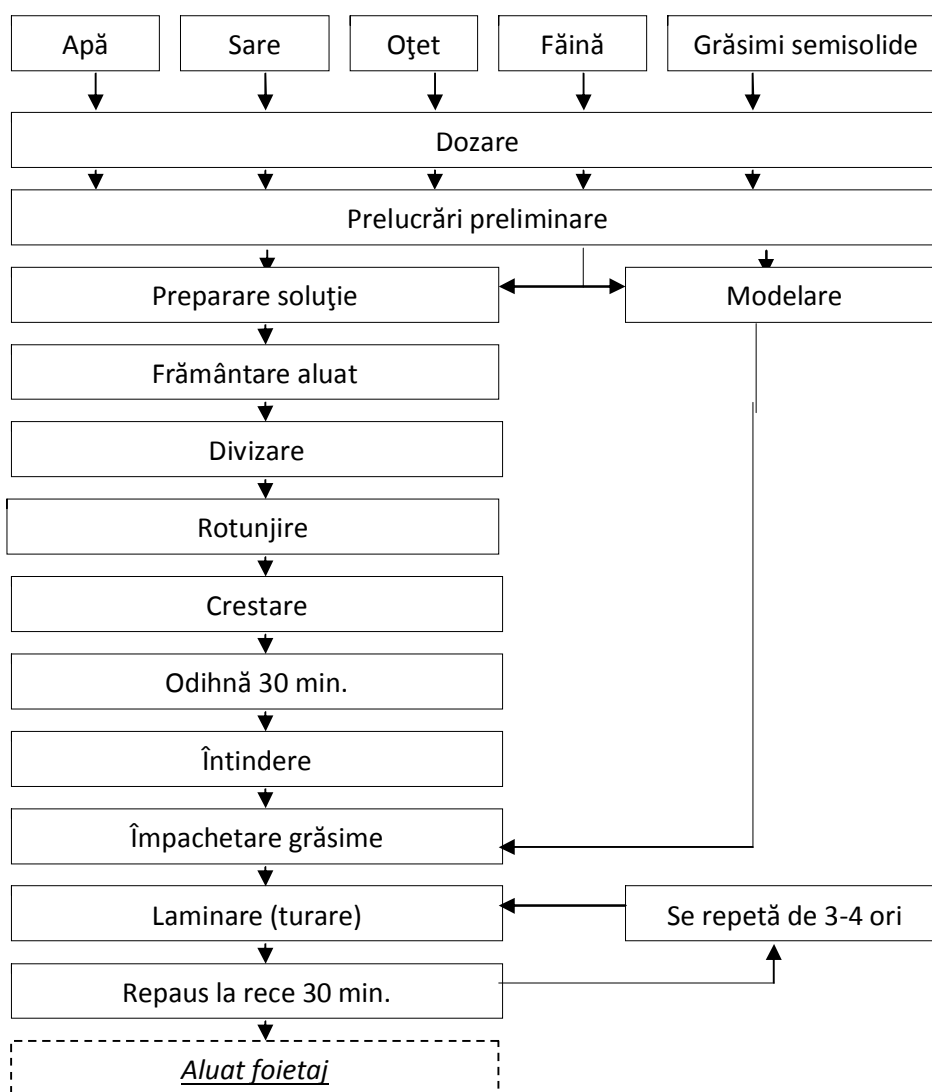 Apă
Sare
Oţet
Făină
Grăsimi semisolide
Dozare
Prelucrări preliminare
Preparare soluţie
Modelare
Frământare aluat
Divizare
Rotunjire
Crestare
Odihnă 30 min.
Întindere
Împachetare grăsime
Laminare (turare)
Se repetă de 3-4 ori
Repaus la rece 30 min.
Aluat foietaj